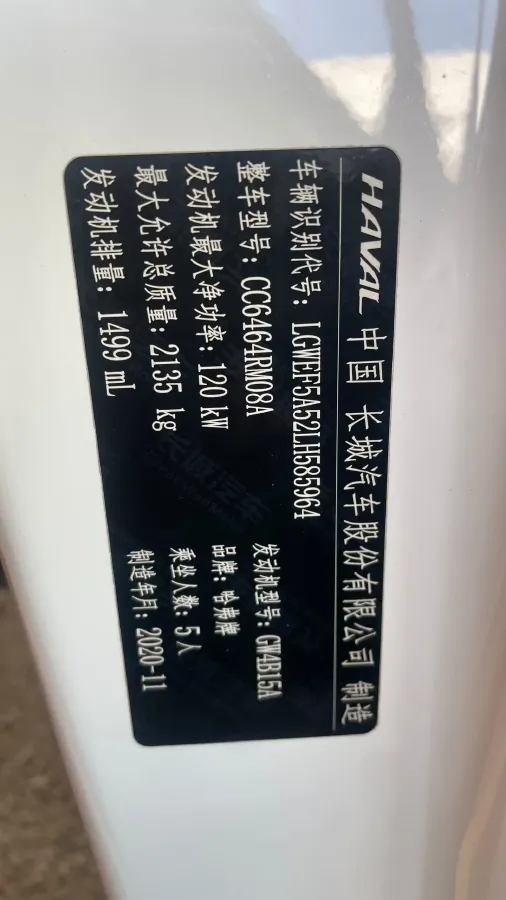 HAVAL 中国 长城汽车股份有限公司 制造
车辆识别代号: LGWEF5A52LH585964
整车型号: CC6464RM08A 发动机型号: GW4B15A
发动机最大净功率: 120 kW 品牌: 哈弗牌
最大允许总质量: 2135 kg 乘坐人数: 5人
发动机排量: 1499 mL 制造年月: 2020-11
长城汽车